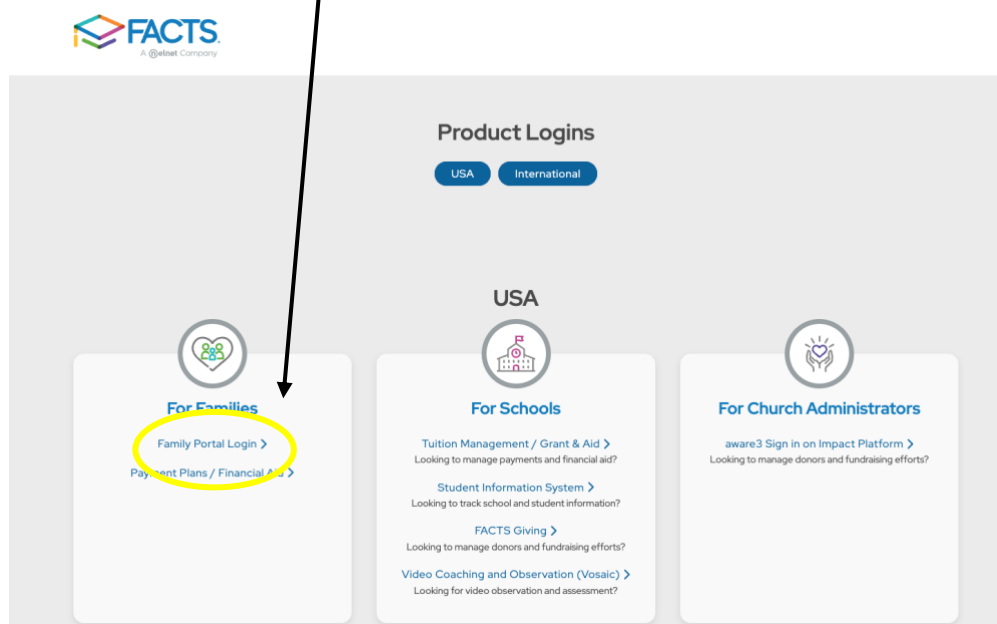 FACTS
A nelnet Company
Product Logins
USA
International
USA
For Families
Family Portal Login >
Payment Plans / Financial Aid >
For Schools
Tuition Management / Grant & Aid >
Looking to manage payments and financial aid?
Student Information System >
Looking to track school and student information?
FACTS Giving >
Looking to manage donors and fundraising efforts?
Video Coaching and Observation (Vosaic) >
Looking for video observation and assessment?
For Church Administrators
aware3 Sign in on Impact Platform >
Looking to manage donors and fundraising efforts?